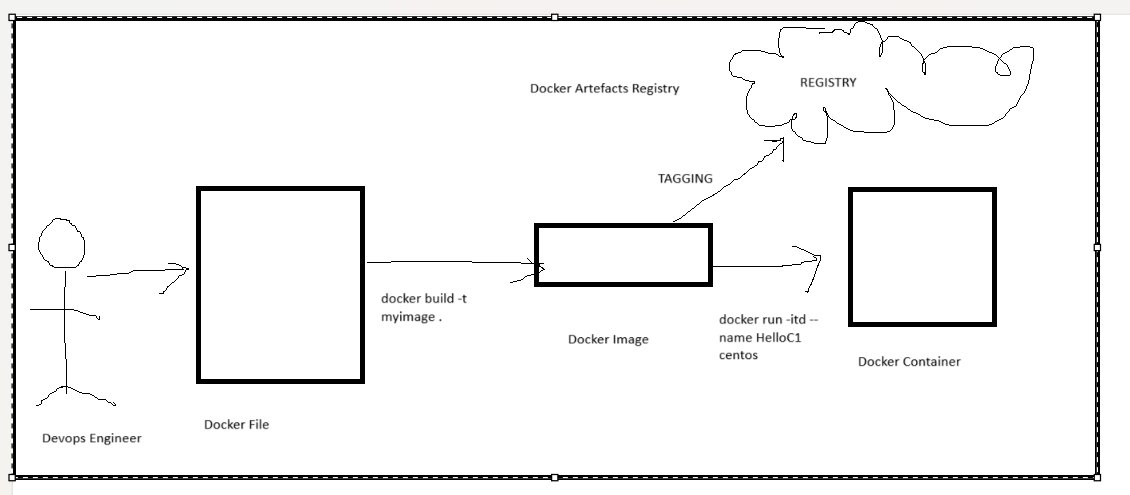 REGISTRY
Docker Artefacts Registry
TAGGING
docker build -t
myimage .
docker run -itd --
name HelloC1
centos
Docker Image
Docker Container
Docker File
Devops Engineer